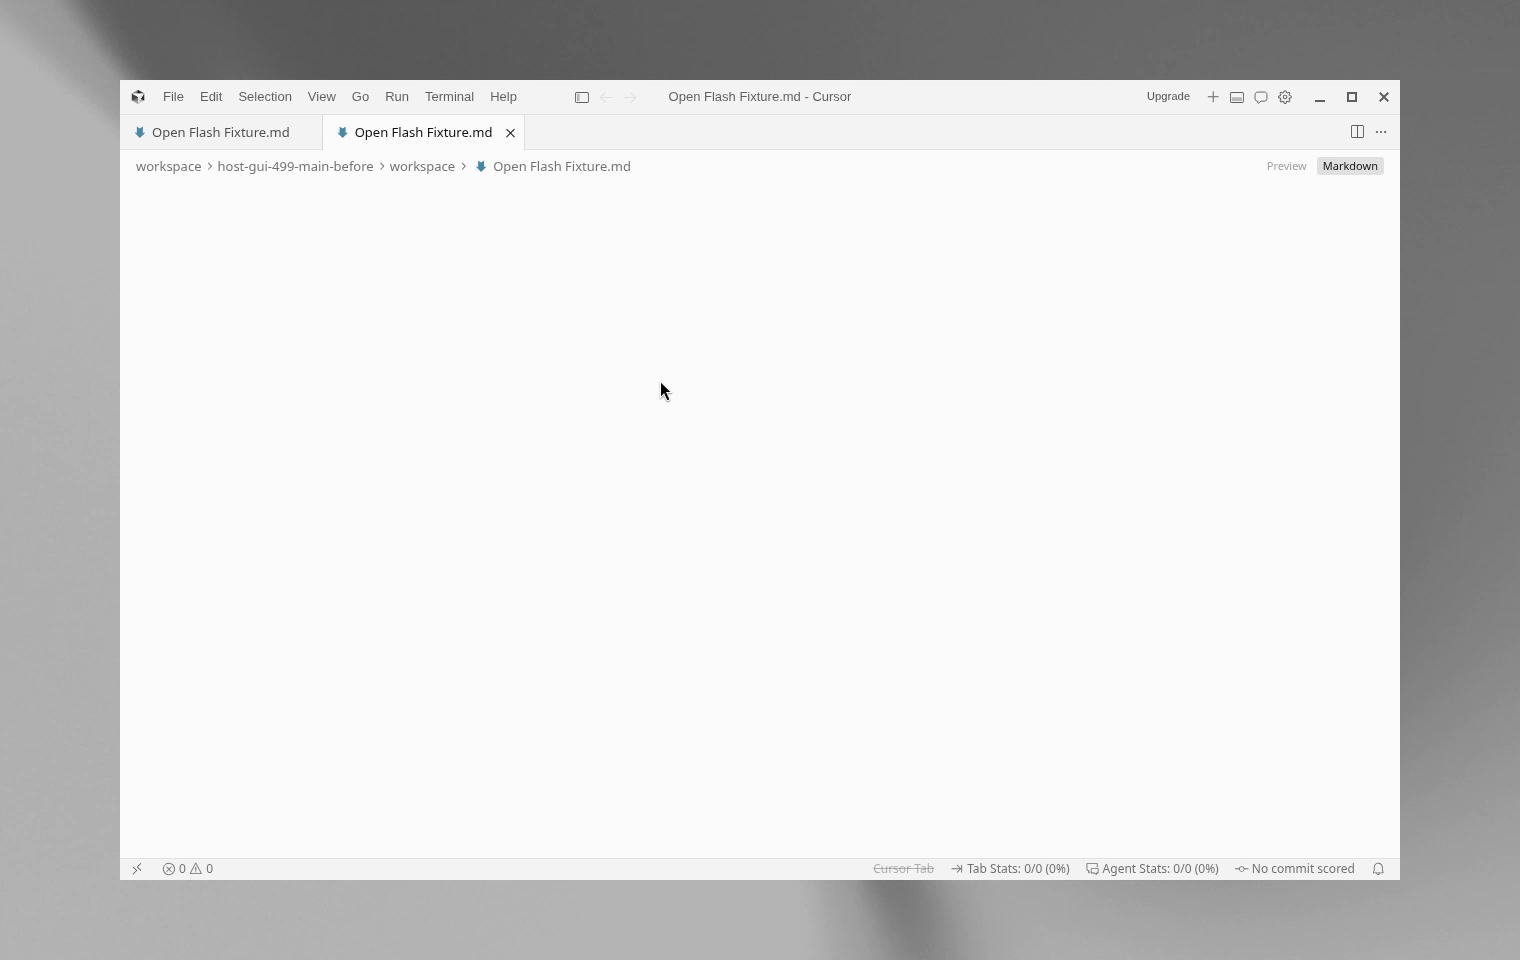 File Edit Selection View Go Run Terminal Help Open Flash Fixture.md - Cursor Upgrade
Open Flash Fixture.md Open Flash Fixture.md
workspace > host-gui-499-main-before > workspace > Open Flash Fixture.md Preview Markdown
0 0 Cursor Tab Tab Stats: 0/0 (0%) Agent Stats: 0/0 (0%) No commit scored